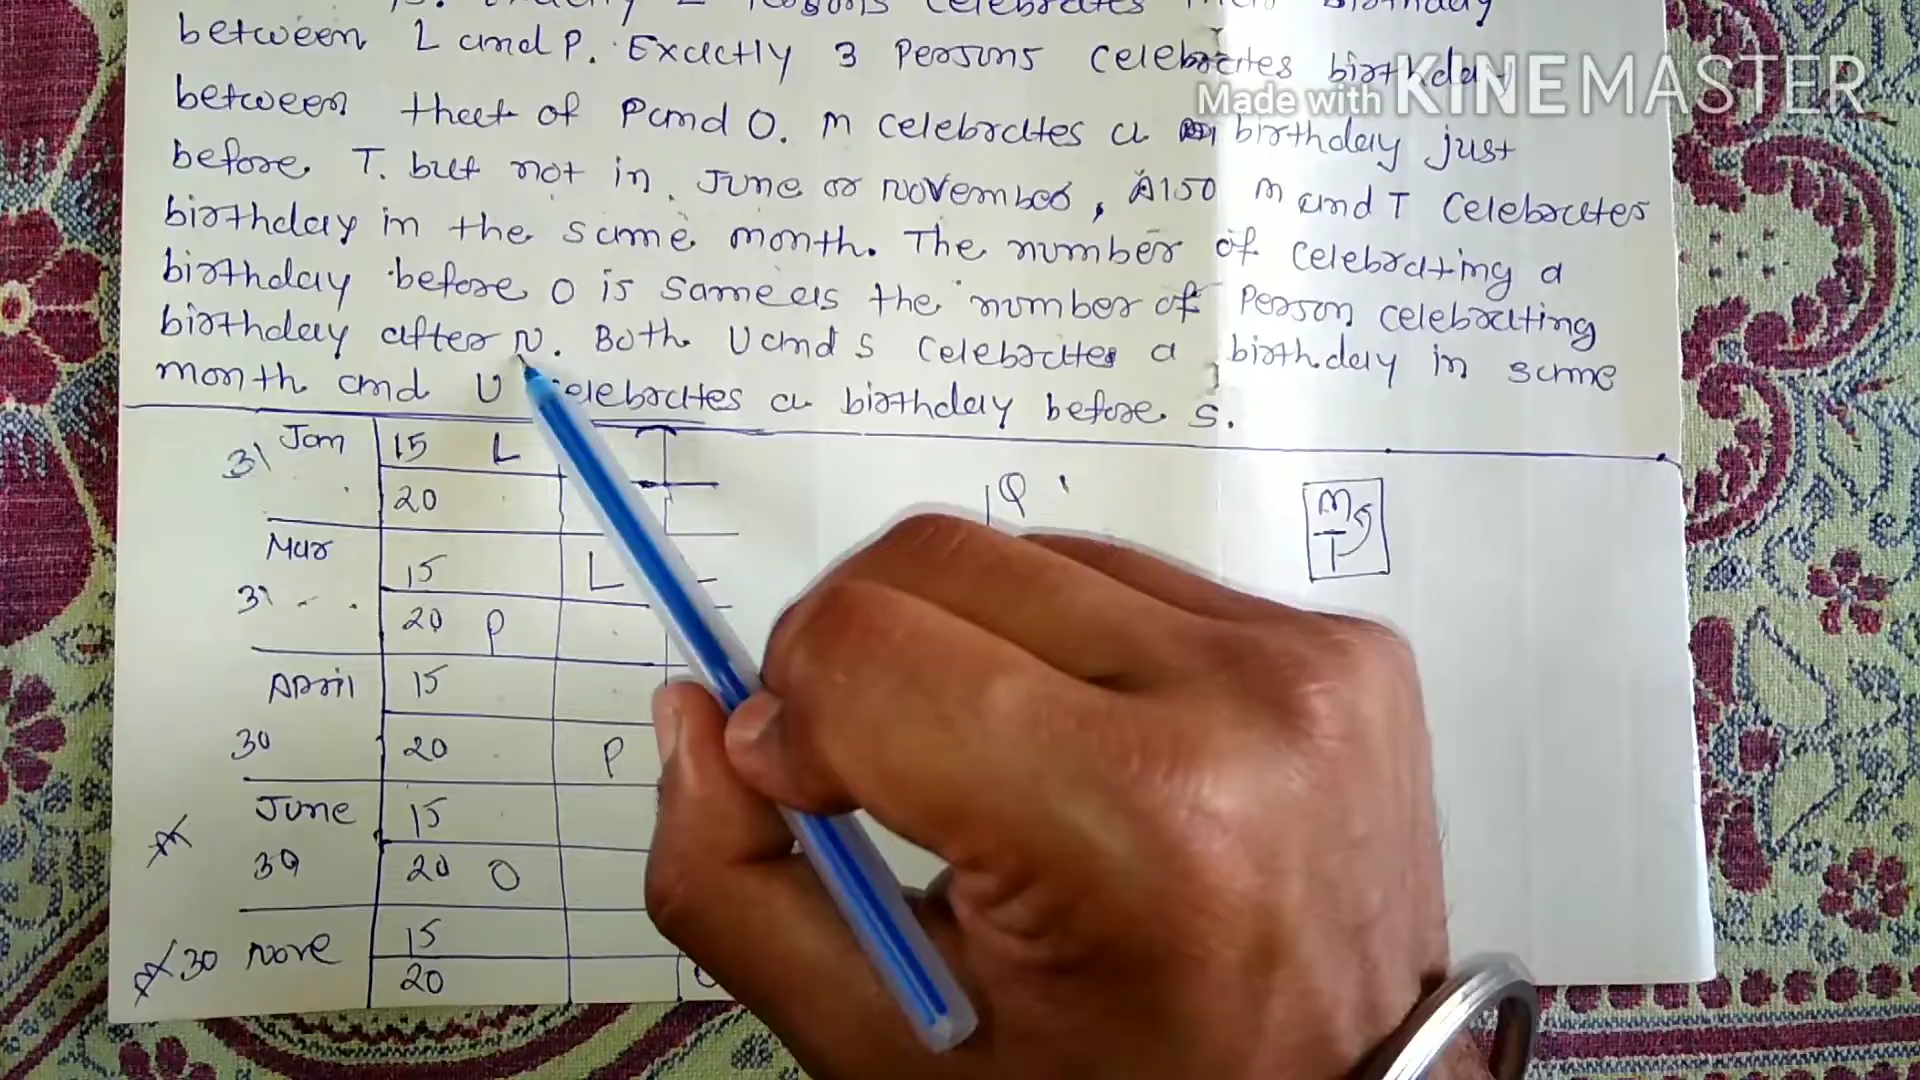 Celebrates
between L and P. Exactly 3 Persons celebrates birthday
between that of P and O. M celebrates a birthday just
before T. but not in June or November, Also M and T Celebrates
birthday in the same month. The number of celebrating a
birthday before O is same as the number of Person celebrating
birthday after N. Both U and S Celebrates a birthday in same
month and U celebrates a birthday before S.
Made with KINEMASTER
31 Jan 15 L
20
Mar 15 L
31 20 P
April 15
30 20 P
June 15
30 20 O
30 Nove 15
20
Q
M S
T